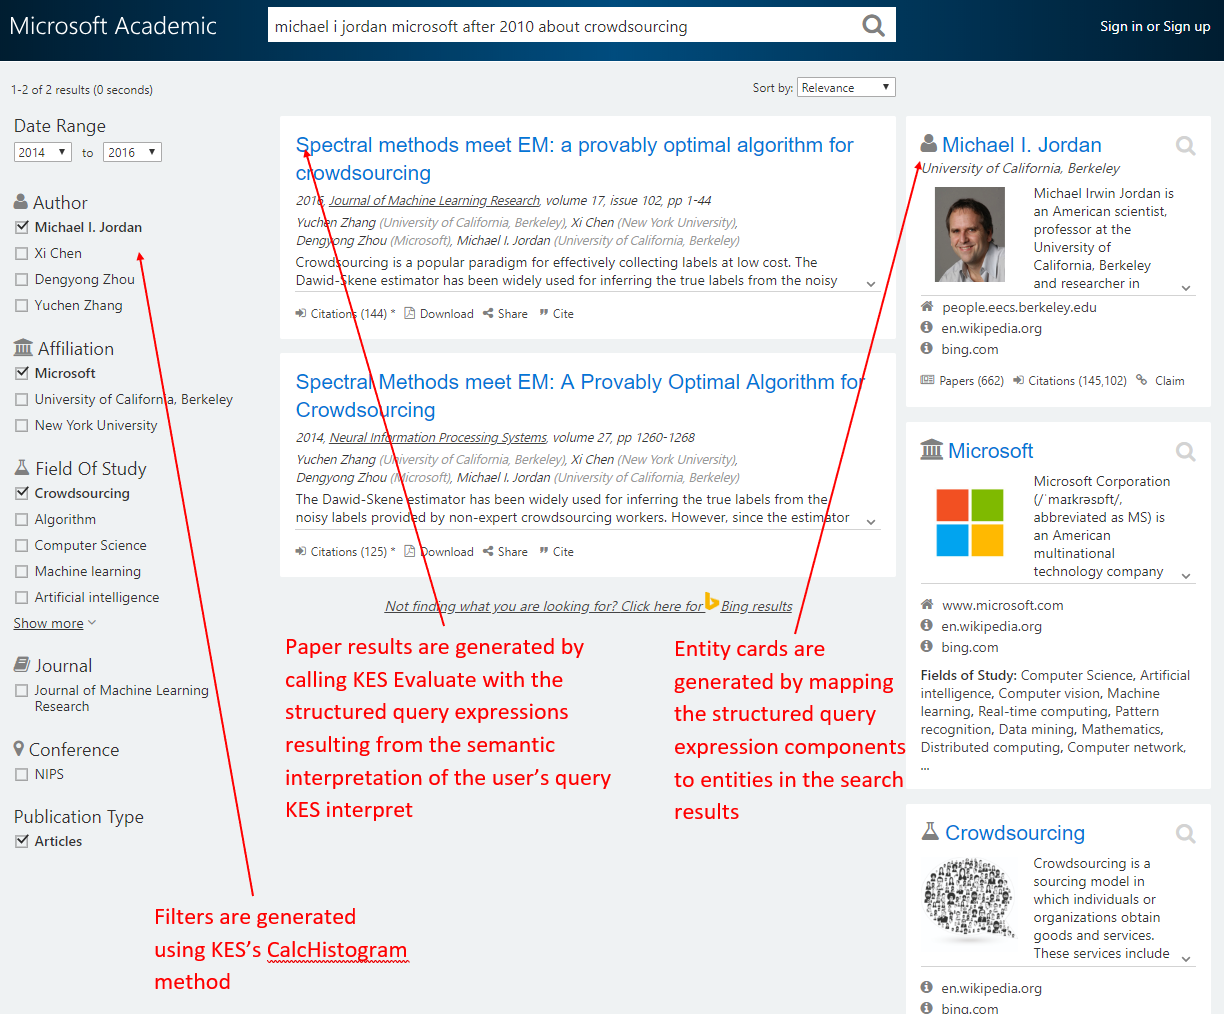 Microsoft Academic
michael i jordan microsoft after 2010 about crowdsourcing
Sign in or Sign up
1-2 of 2 results (0 seconds)
Sort by: Relevance
Date Range
2014 to 2016
Author
Michael I. Jordan
Xi Chen
Dengyong Zhou
Yuchen Zhang
Affiliation
Microsoft
University of California, Berkeley
New York University
Field Of Study
Crowdsourcing
Algorithm
Computer Science
Machine learning
Artificial intelligence
Show more
Journal
Journal of Machine Learning
Research
Conference
NIPS
Publication Type
Articles
Filters are generated
using KES's CalcHistogram
method
Spectral methods meet EM: a provably optimal algorithm for
crowdsourcing
2016, Journal of Machine Learning Research, volume 17, issue 102, pp 1-44
Yuchen Zhang (University of California, Berkeley), Xi Chen (New York University),
Dengyong Zhou (Microsoft), Michael I. Jordan (University of California, Berkeley)
Crowdsourcing is a popular paradigm for effectively collecting labels at low cost. The
Dawid-Skene estimator has been widely used for inferring the true labels from the noisy
Citations (144) * Download Share Cite
Spectral Methods meet EM: A Provably Optimal Algorithm for
Crowdsourcing
2014, Neural Information Processing Systems, volume 27, pp 1260-1268
Yuchen Zhang (University of California, Berkeley), Xi Chen (New York University),
Dengyong Zhou (Microsoft), Michael I. Jordan (University of California, Berkeley)
The Dawid-Skene estimator has been widely used for inferring the true labels from the
noisy labels provided by non-expert crowdsourcing workers. However, since the estimator
Citations (125) * Download Share Cite
Not finding what you are looking for? Click here for Bing results
Paper results are generated by
calling KES Evaluate with the
structured query expressions
resulting from the semantic
interpretation of the user's query
KES interpret
Entity cards are
generated by mapping
the structured query
expression components
to entities in the search
results
Michael I. Jordan
University of California, Berkeley
Michael Irwin Jordan is
an American scientist,
professor at the
University of
California, Berkeley
and researcher in
people.eecs.berkeley.edu
en.wikipedia.org
bing.com
Papers (662) Citations (145,102) Claim
Microsoft
Microsoft Corporation
(/ˈmaɪkrəsɒft/,
abbreviated as MS) is
an American
multinational
technology company
www.microsoft.com
en.wikipedia.org
bing.com
Fields of Study: Computer Science, Artificial
intelligence, Computer vision, Machine
learning, Real-time computing, Pattern
recognition, Data mining, Mathematics,
Distributed computing, Computer network,
...
Crowdsourcing
Crowdsourcing is a
sourcing model in
which individuals or
organizations obtain
goods and services.
These services include
en.wikipedia.org
bing.com